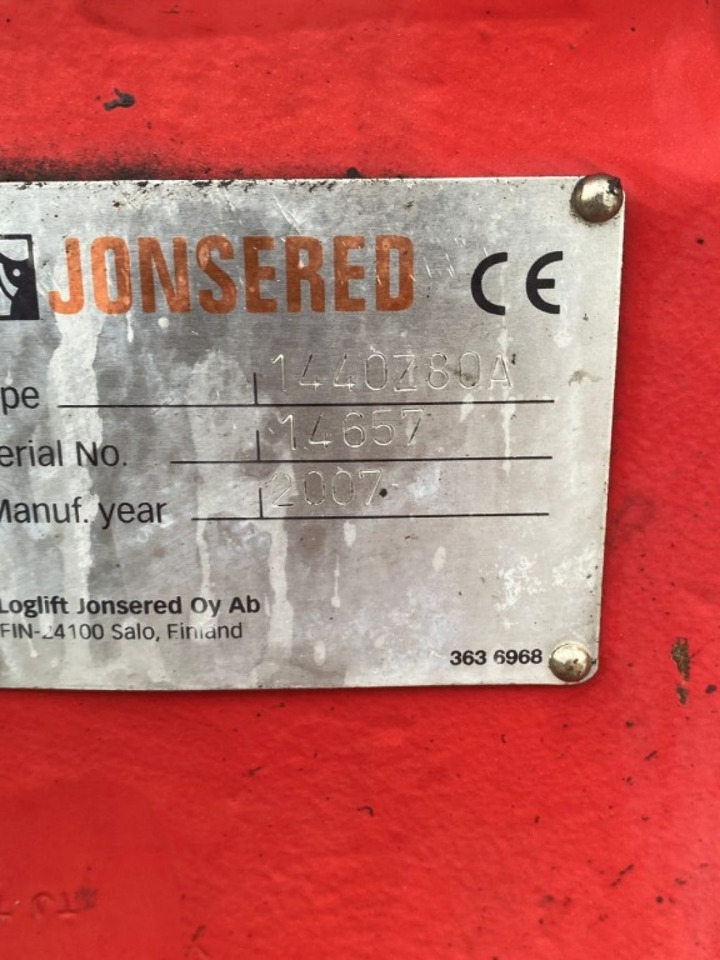 JONSERED CE
pe 1440Z80A
erial No. 14657
Manuf. year 2007
Loglift Jonsered Oy Ab
FIN-24100 Salo, Finland
363 6968